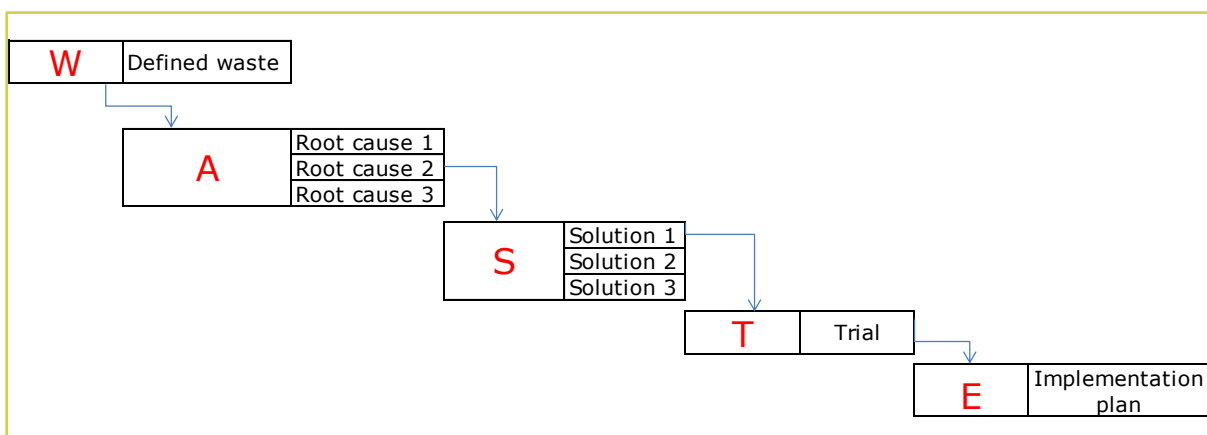 W
Defined waste
A
Root cause 1
Root cause 2
Root cause 3
S
Solution 1
Solution 2
Solution 3
T
Trial
E
Implementation
plan